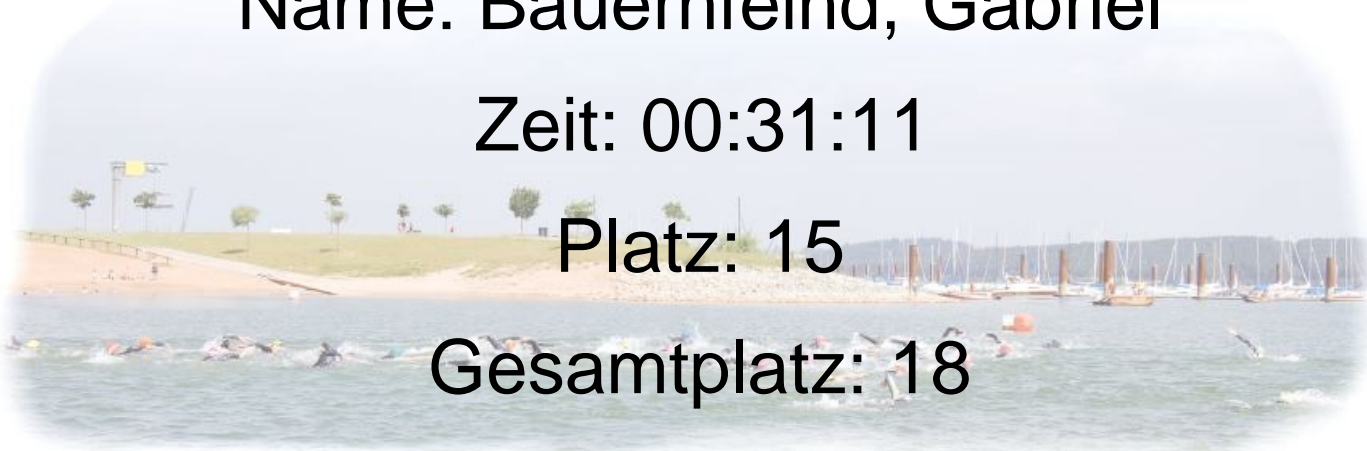 Name: Bauernfeind, Gabriel
Zeit: 00:31:11
Platz: 15
Gesamtplatz: 18